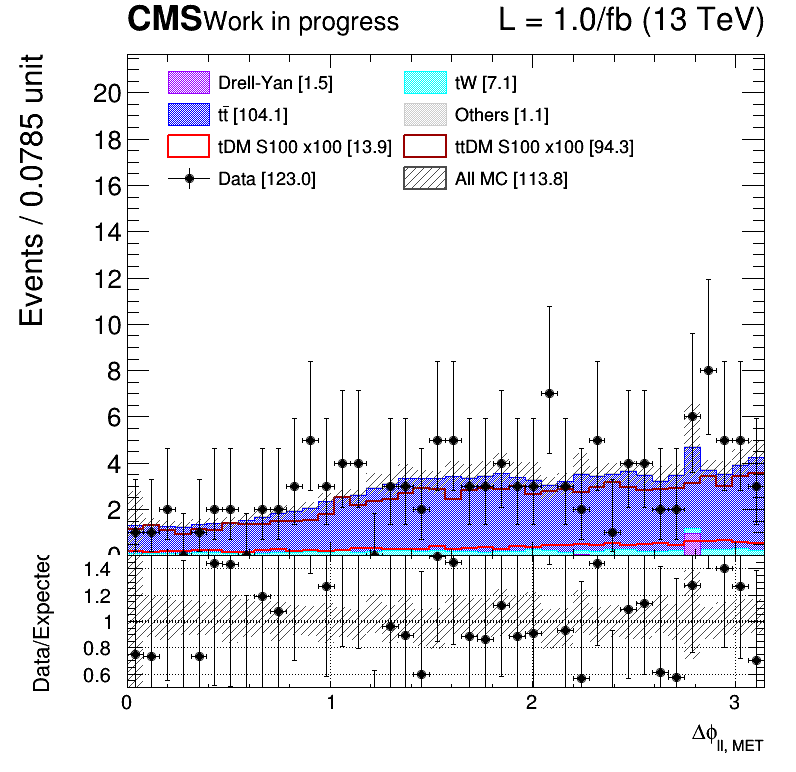 CMS Work in progress L = 1.0/fb (13 TeV)
Events / 0.0785 unit
20
18
16
14
12
10
8
6
4
2
0
Drell-Yan [1.5] tW [7.1]
tt̄ [104.1] Others [1.1]
tDM S100 x100 [13.9] ttDM S100 x100 [94.3]
Data [123.0] All MC [113.8]
Data/Expected
1.4
1.2
1
0.8
0.6
0 1 2 3
Δϕll, MET